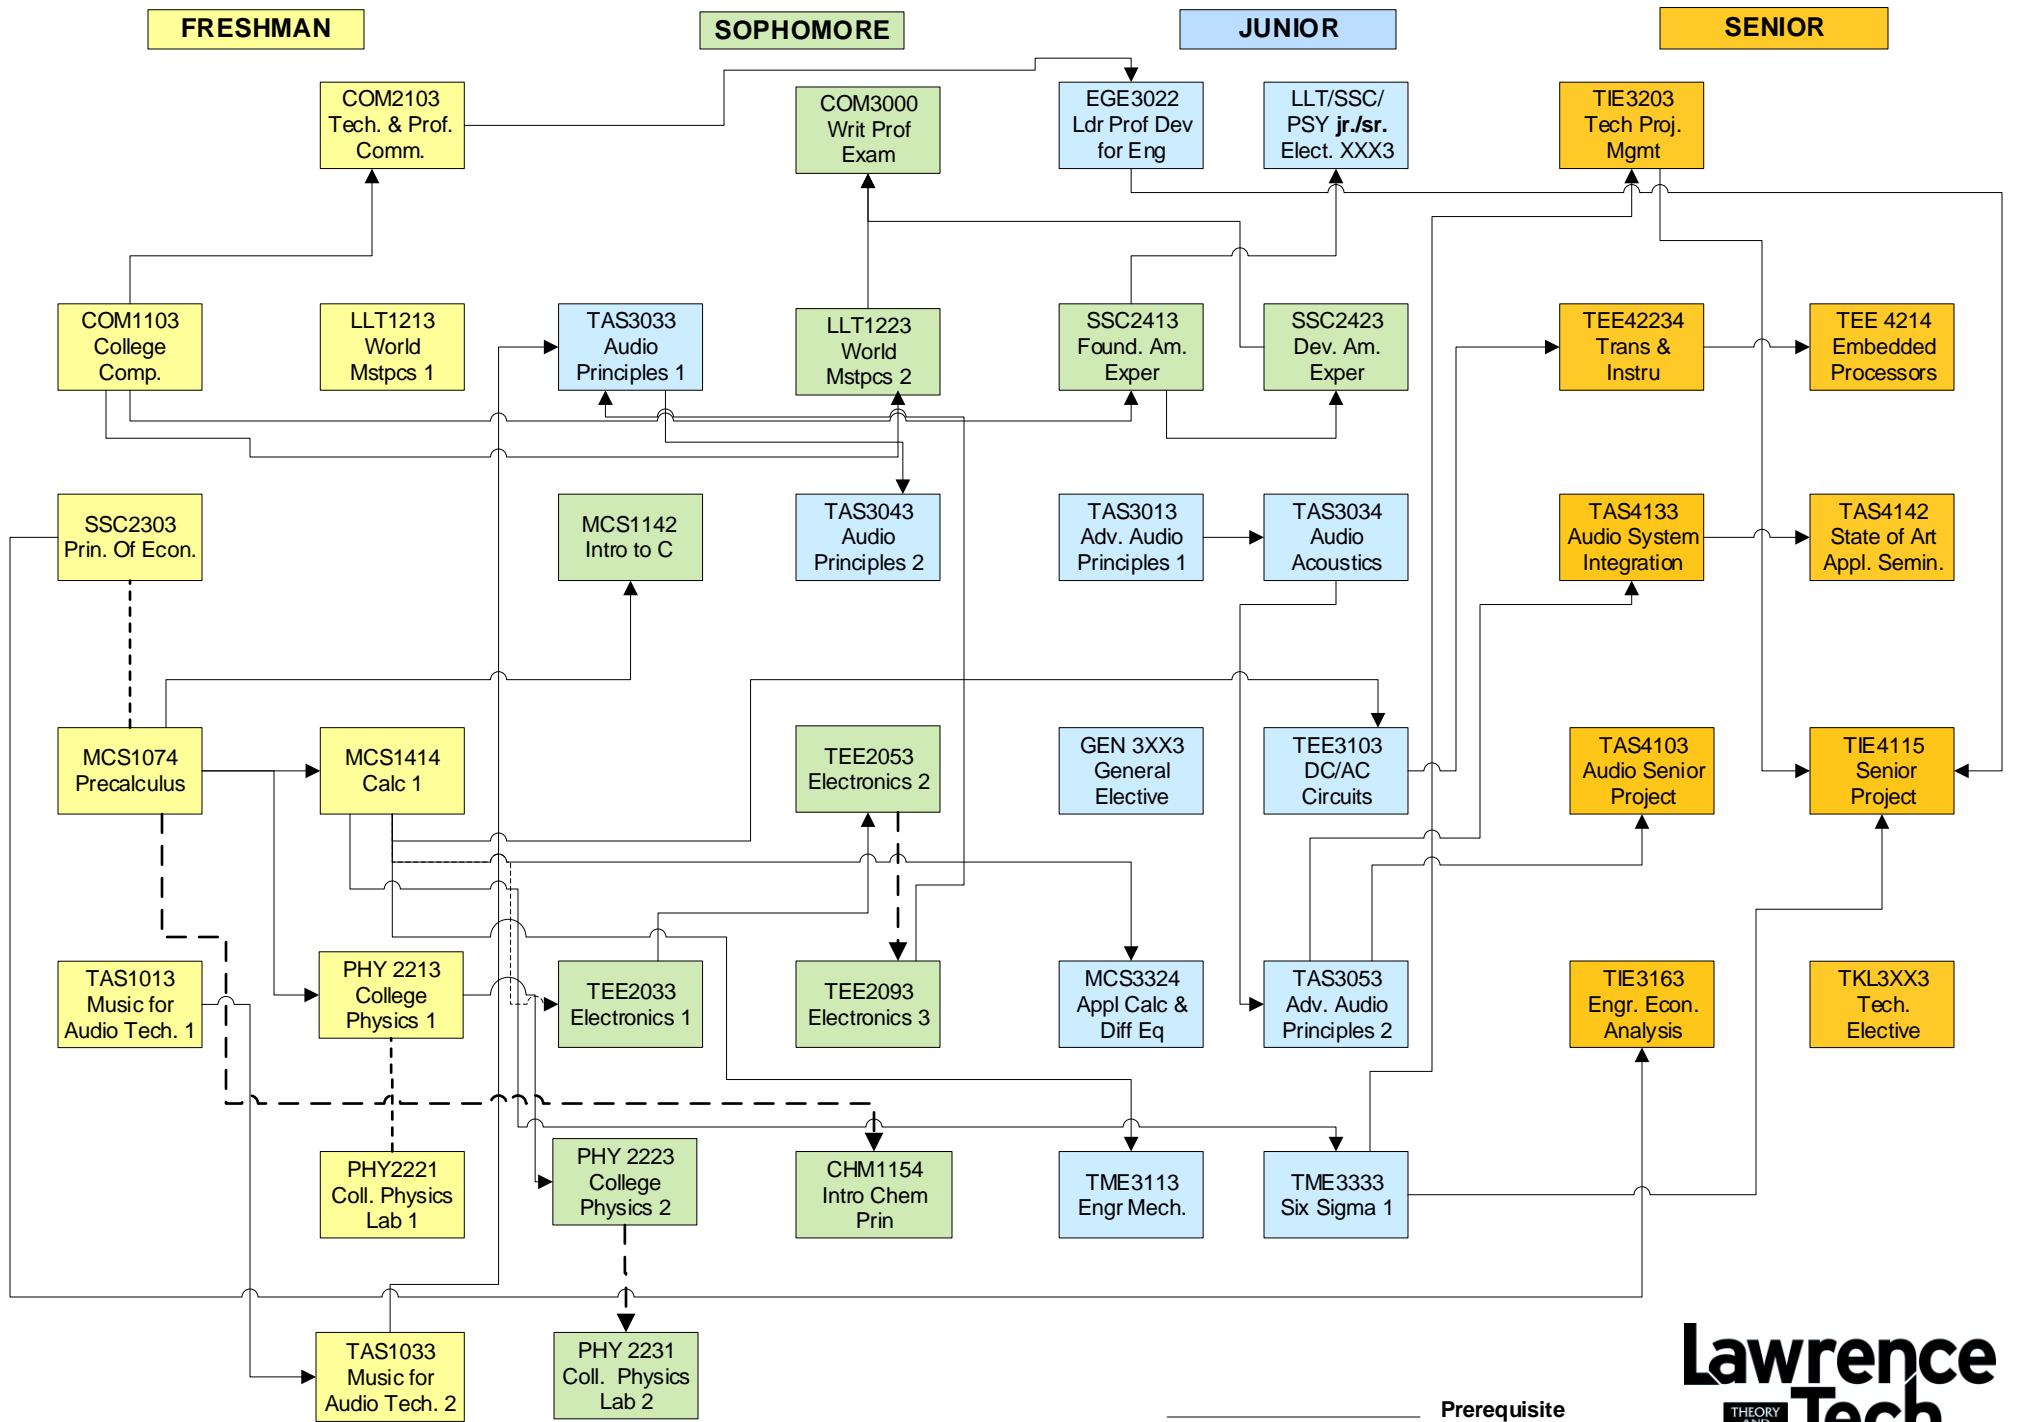 FRESHMAN
SOPHOMORE
JUNIOR
SENIOR
COM2103
Tech. & Prof.
Comm.
COM3000
Writ Prof
Exam
EGE3022
Ldr Prof Dev
for Eng
LLT/SSC/
PSY jr./sr.
Elect. XXX3
TIE3203
Tech Proj.
Mgmt
COM1103
College
Comp.
LLT1213
World
Mstpcs 1
TAS3033
Audio
Principles 1
LLT1223
World
Mstpcs 2
SSC2413
Found. Am.
Exper
SSC2423
Dev. Am.
Exper
TEE42234
Trans &
Instru
TEE 4214
Embedded
Processors
SSC2303
Prin. Of Econ.
MCS1142
Intro to C
TAS3043
Audio
Principles 2
TAS3013
Adv. Audio
Principles 1
TAS3034
Audio
Acoustics
TAS4133
Audio System
Integration
TAS4142
State of Art
Appl. Semin.
MCS1074
Precalculus
MCS1414
Calc 1
TEE2053
Electronics 2
GEN 3XX3
General
Elective
TEE3103
DC/AC
Circuits
TAS4103
Audio Senior
Project
TIE4115
Senior
Project
TAS1013
Music for
Audio Tech. 1
PHY 2213
College
Physics 1
TEE2033
Electronics 1
TEE2093
Electronics 3
MCS3324
Appl Calc &
Diff Eq
TAS3053
Adv. Audio
Principles 2
TIE3163
Engr. Econ.
Analysis
TKL3XX3
Tech.
Elective
PHY2221
Coll. Physics
Lab 1
PHY 2223
College
Physics 2
CHM1154
Intro Chem
Prin
TME3113
Engr Mech.
TME3333
Six Sigma 1
TAS1033
Music for
Audio Tech. 2
PHY 2231
Coll. Physics
Lab 2
Prerequisite
Lawrence
Tech
THEORY
AND